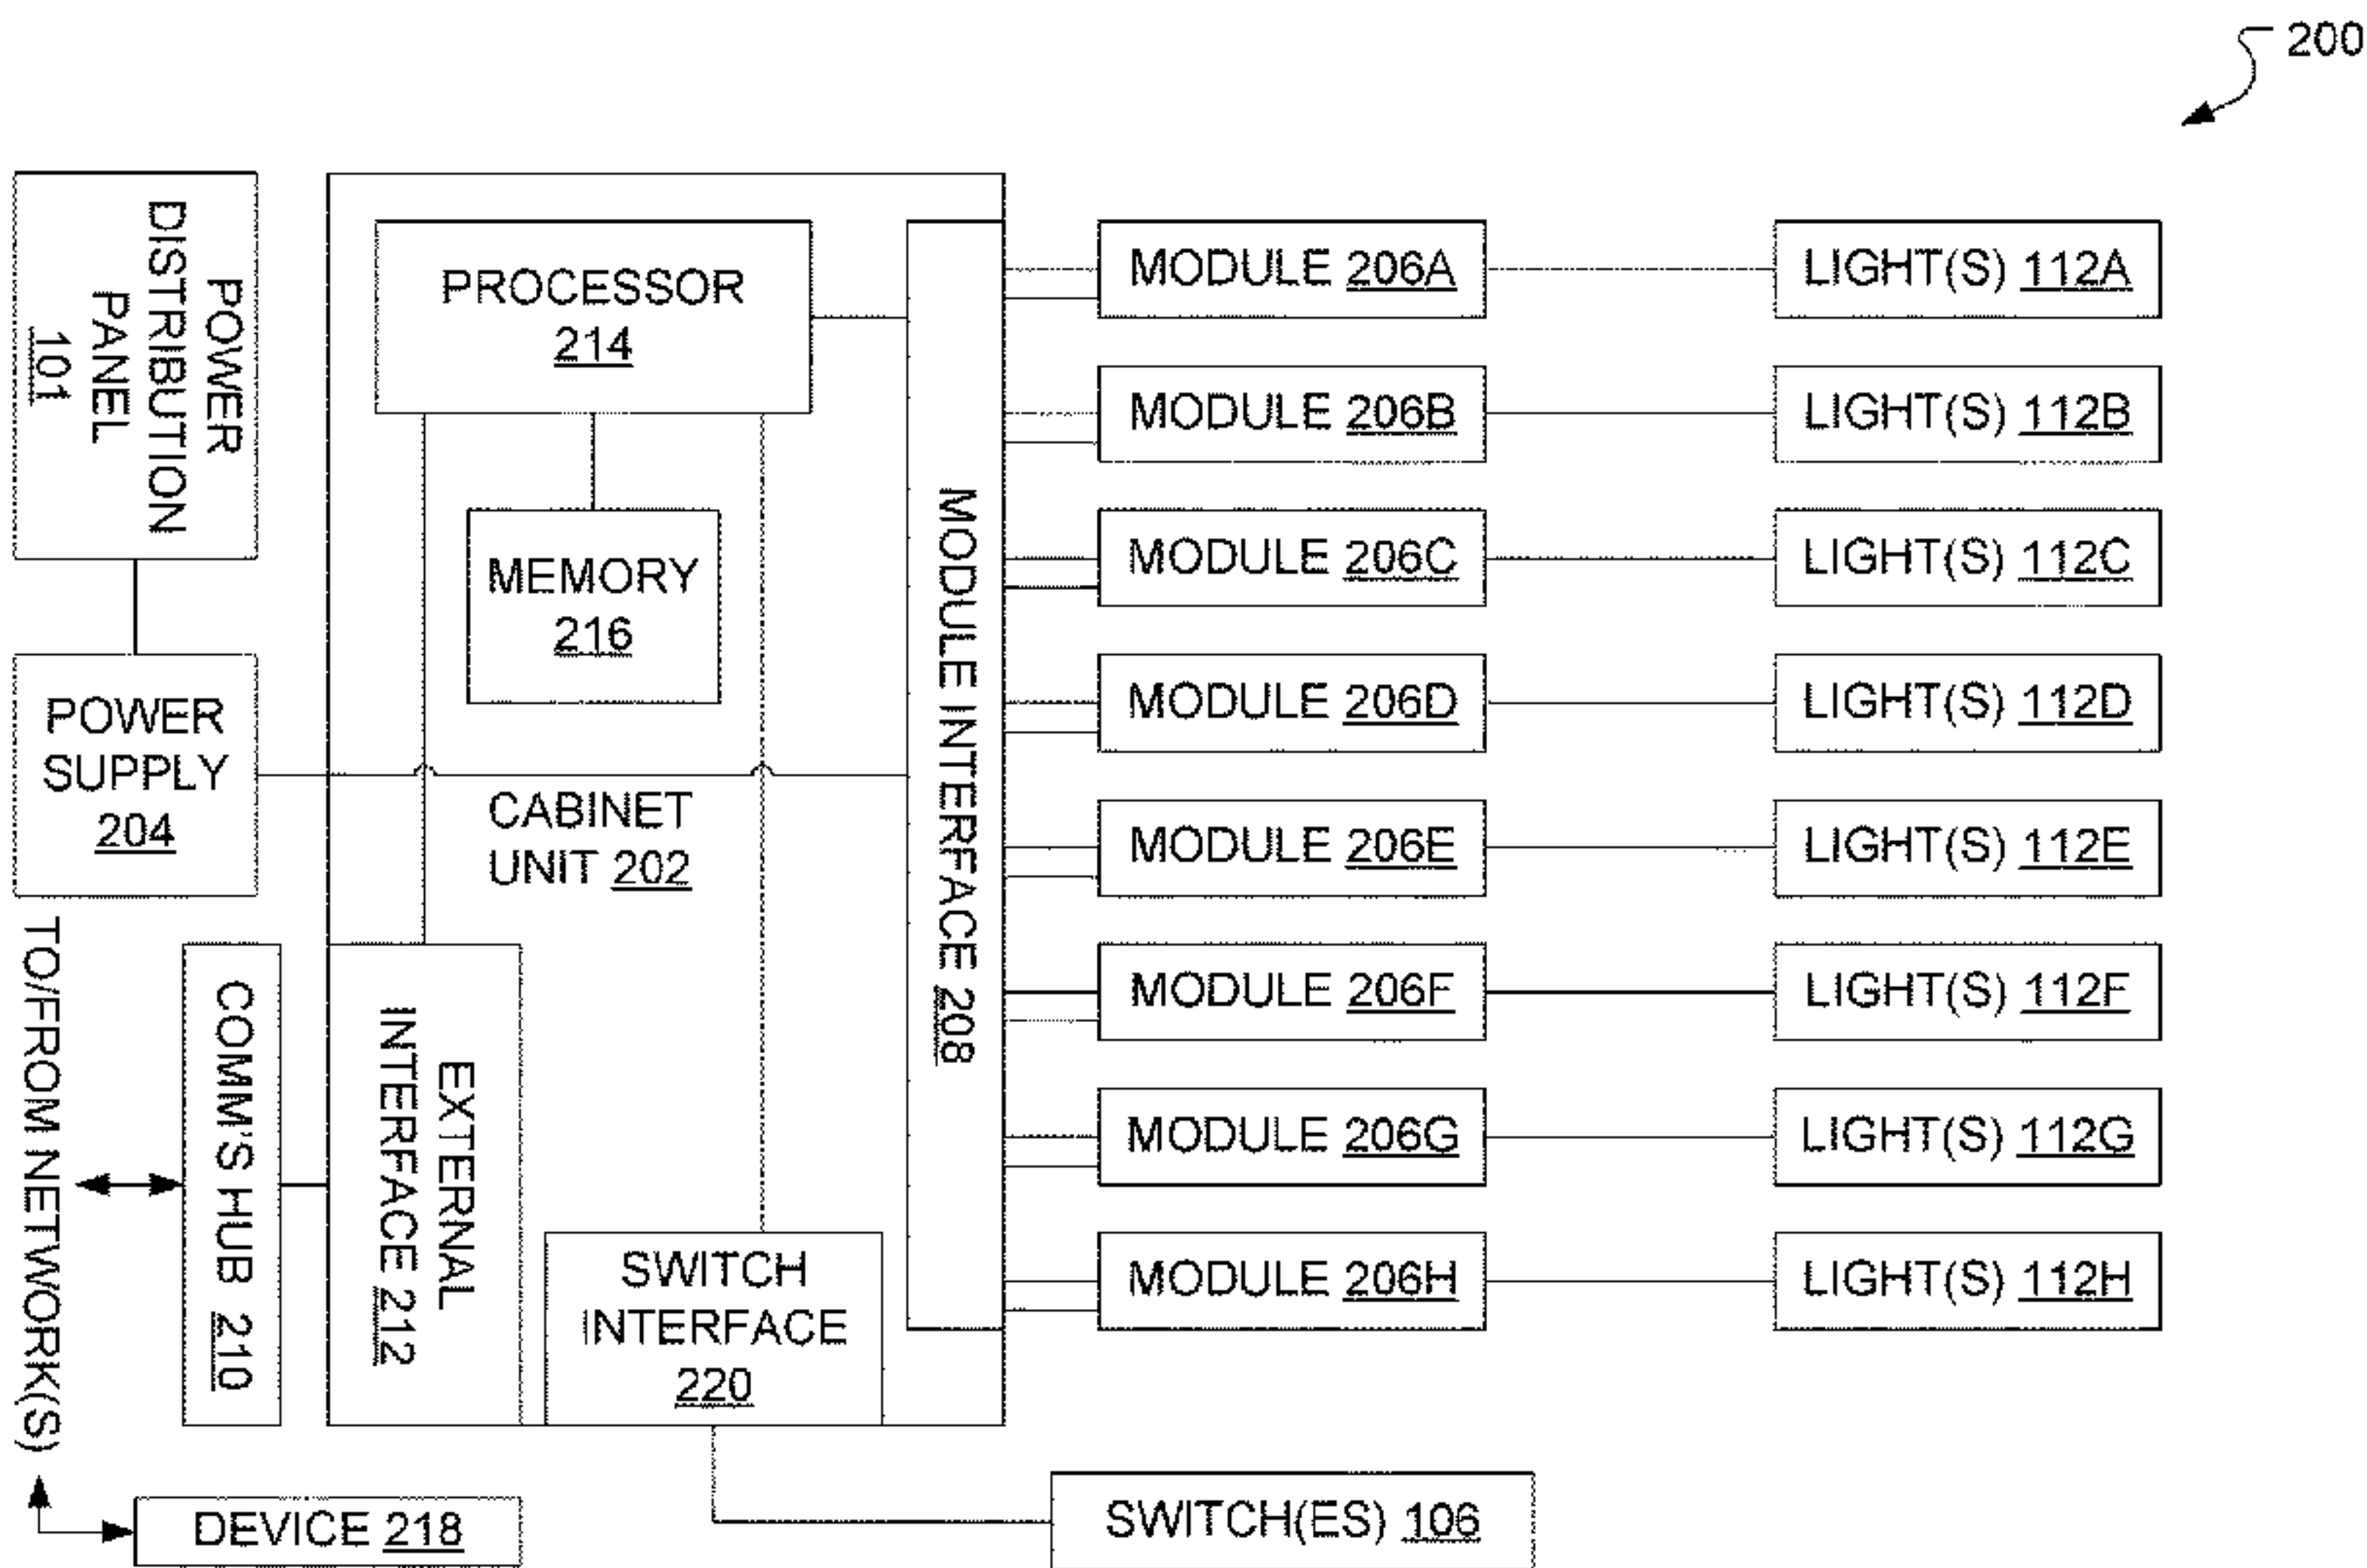 200
POWER
DISTRIBUTION
PANEL
101
POWER
SUPPLY
204
PROCESSOR
214
MEMORY
216
CABINET
UNIT 202
MODULE INTERFACE 208
EXTERNAL
INTERFACE 212
COMM'S HUB 210
TO/FROM NETWORK(S)
SWITCH
INTERFACE
220
DEVICE 218
SWITCH(ES) 106
MODULE 206A
LIGHT(S) 112A
MODULE 206B
LIGHT(S) 112B
MODULE 206C
LIGHT(S) 112C
MODULE 206D
LIGHT(S) 112D
MODULE 206E
LIGHT(S) 112E
MODULE 206F
LIGHT(S) 112F
MODULE 206G
LIGHT(S) 112G
MODULE 206H
LIGHT(S) 112H